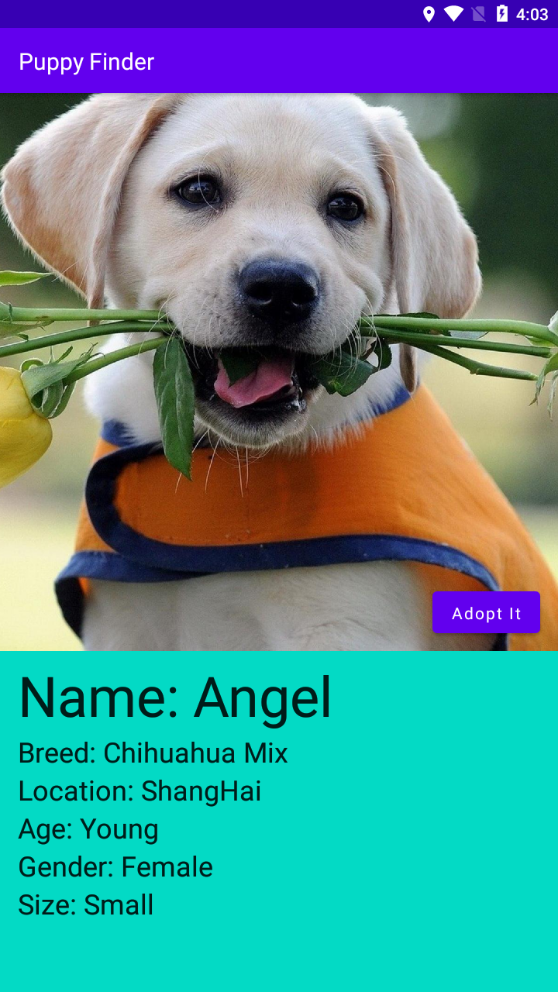 4:03
Puppy Finder
Adopt It
Name: Angel
Breed: Chihuahua Mix
Location: ShangHai
Age: Young
Gender: Female
Size: Small